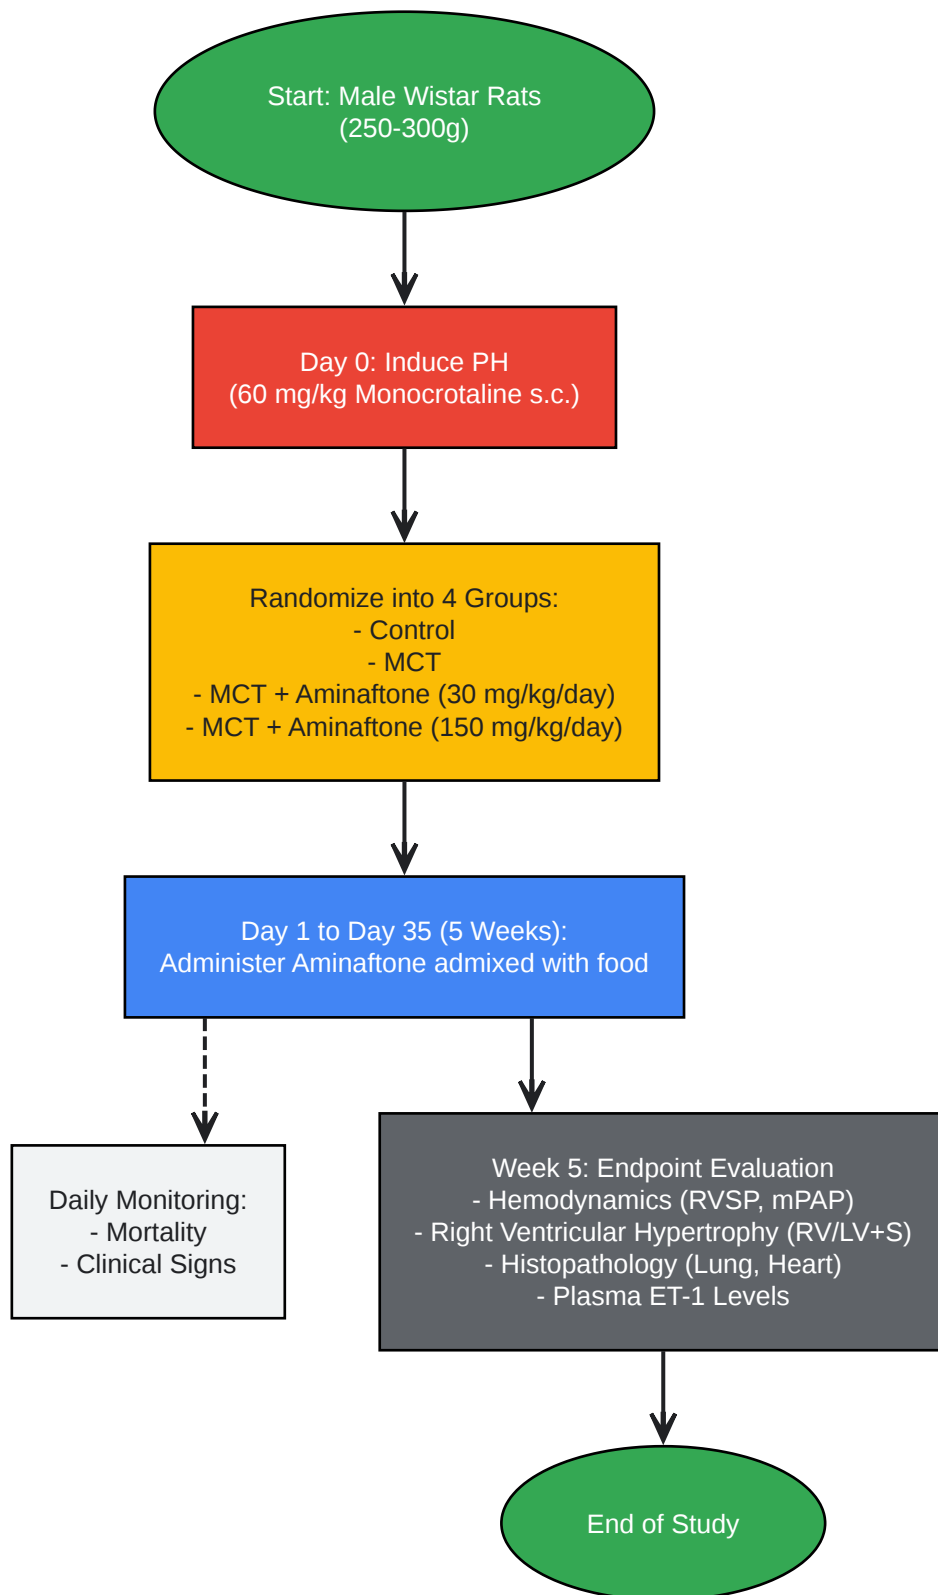 Start: Male Wistar Rats
(250-300g)
Day 0: Induce PH
(60 mg/kg Monocrotaline s.c.)
Randomize into 4 Groups:
- Control
- MCT
- MCT + Aminaftone (30 mg/kg/day)
- MCT + Aminaftone (150 mg/kg/day)
Day 1 to Day 35 (5 Weeks):
Administer Aminaftone admixed with food
Daily Monitoring:
- Mortality
- Clinical Signs
Week 5: Endpoint Evaluation
- Hemodynamics (RVSP, mPAP)
- Right Ventricular Hypertrophy (RV/LV+S)
- Histopathology (Lung, Heart)
- Plasma ET-1 Levels
End of Study